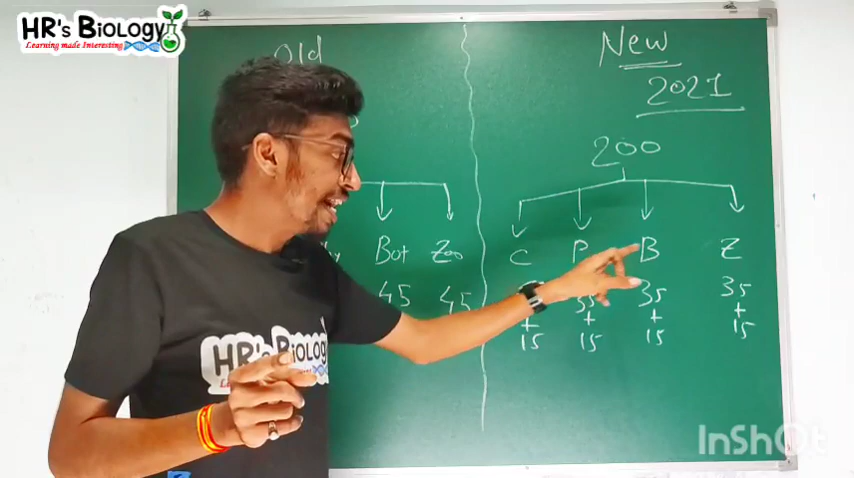 HR's Biology
Learning made Interesting
Old
New
2021
200
Bot Zoo
C P B Z
45 45
35 35 35
+ + + +
15 15 15 15
HR's Biology
InShot